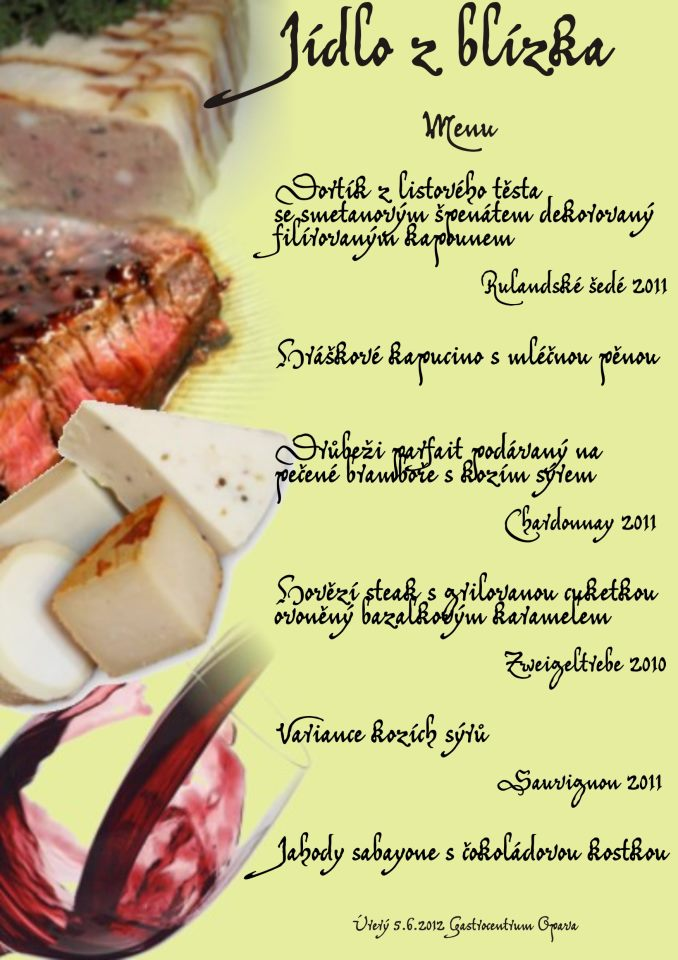 Jídlo z blízka
Menu
Dortík z listového těsta
se smetanovým špenátem dekorovaný
filírovaným kapounem
Rulandské šedé 2011
Hráškové kapucino s mléčnou pěnou
Drůbeži parfait podávaný na
pečené bramboře s kozím sýrem
Chardonnay 2011
Hovězí steak s grilovanou cuketkou
ovoněný bazalkovým karamelem
Zweigeltrebe 2010
Variance kozích sýrů
Sauvignon 2011
Jahody sabayone s čokoládovou kostkou
Úterý 5.6.2012 Gastrocentrum Opava